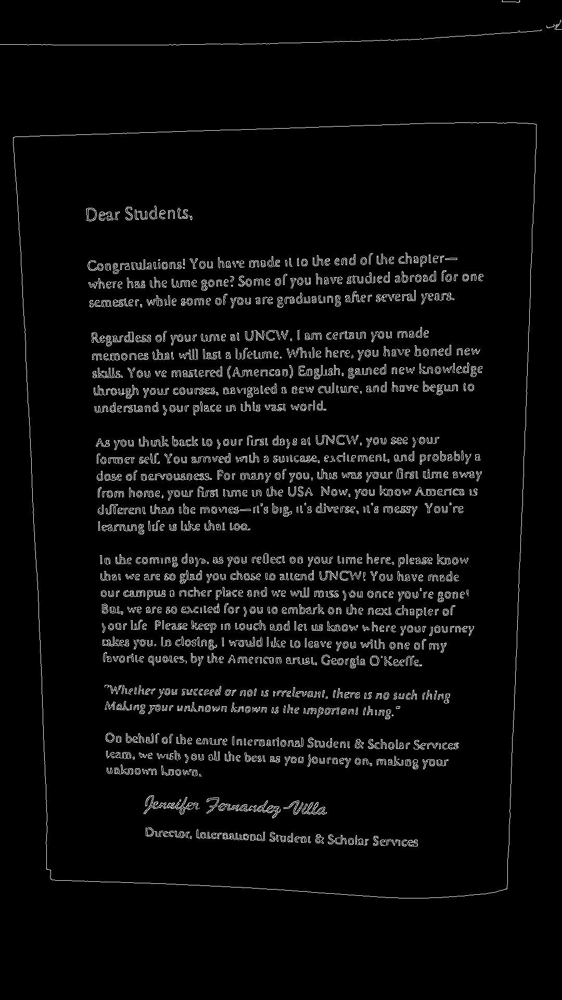 Dear Students,
Congratulations! You have made it to the end of the chapter—
where has the time gone? Some of you have studied abroad for one
semester, while some of you are graduating after several years.
Regardless of your time at UNCW, I am certain you made
memories that will last a lifetime. While here, you have honed new
skills. You've mastered (American) English, gained new knowledge
through your courses, navigated a new culture, and have begun to
understand your place in this vast world.
As you think back to your first days at UNCW, you see your
former self. You arrived with a suitcase, excitement, and probably a
dose of nervousness. For many of you, this was your first time away
from home, your first time in the USA. Now, you know America is
different than the movies—it's big, it's diverse, it's messy. You're
learning life is like that too.
In the coming days, as you reflect on your time here, please know
that we are so glad you chose to attend UNCW! You have made
our campus a richer place and we will miss you once you're gone!
But, we are so excited for you to embark on the next chapter of
your life. Please keep in touch and let us know where your journey
takes you. In closing, I would like to leave you with one of my
favorite quotes, by the American artist, Georgia O'Keeffe.
"Whether you succeed or not is irrelevant, there is no such thing.
Making your unknown known is the important thing."
On behalf of the entire International Student & Scholar Services
team, we wish you all the best as you journey on, making your
unknown known.
Jennifer Fernandez-Villa
Director, International Student & Scholar Services